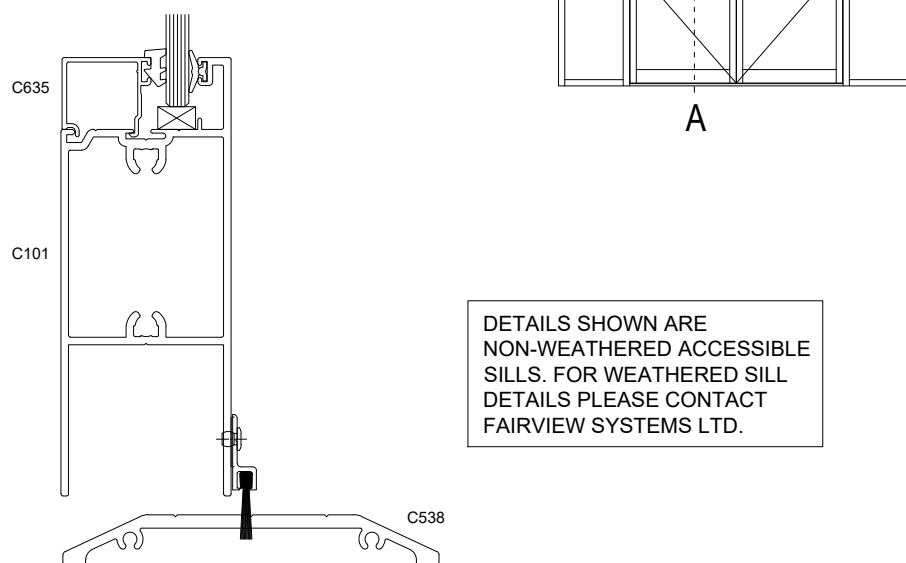 C635
A
C101
DETAILS SHOWN ARE
NON-WEATHERED ACCESSIBLE
SILLS. FOR WEATHERED SILL
DETAILS PLEASE CONTACT
FAIRVIEW SYSTEMS LTD.
C538